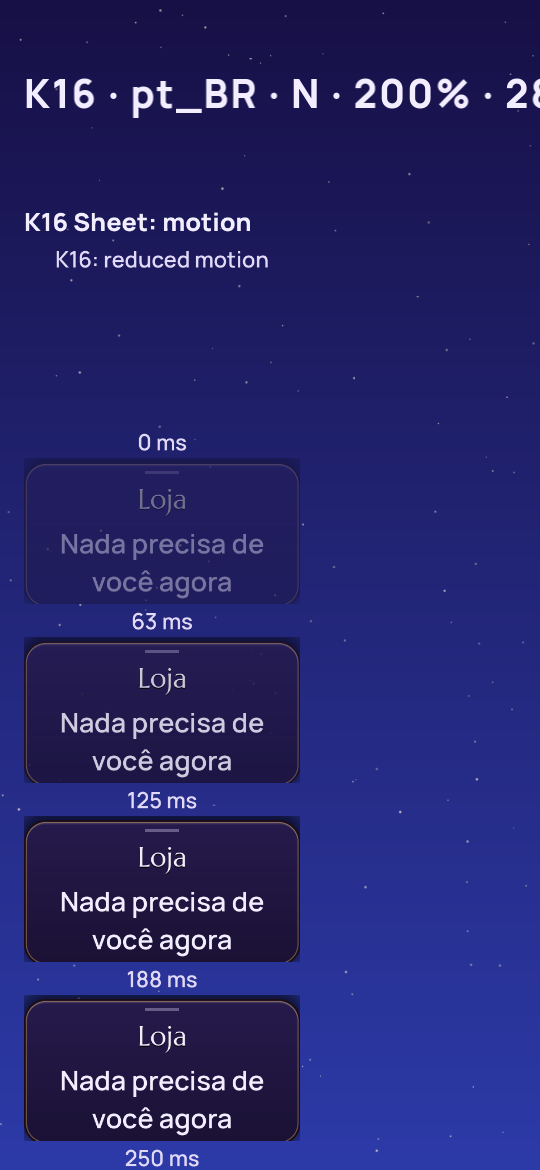 K16 · pt_BR · N · 200% · 28
K16 Sheet: motion
K16: reduced motion
0 ms
Loja
Nada precisa de
você agora
63 ms
Loja
Nada precisa de
você agora
125 ms
Loja
Nada precisa de
você agora
188 ms
Loja
Nada precisa de
você agora
250 ms